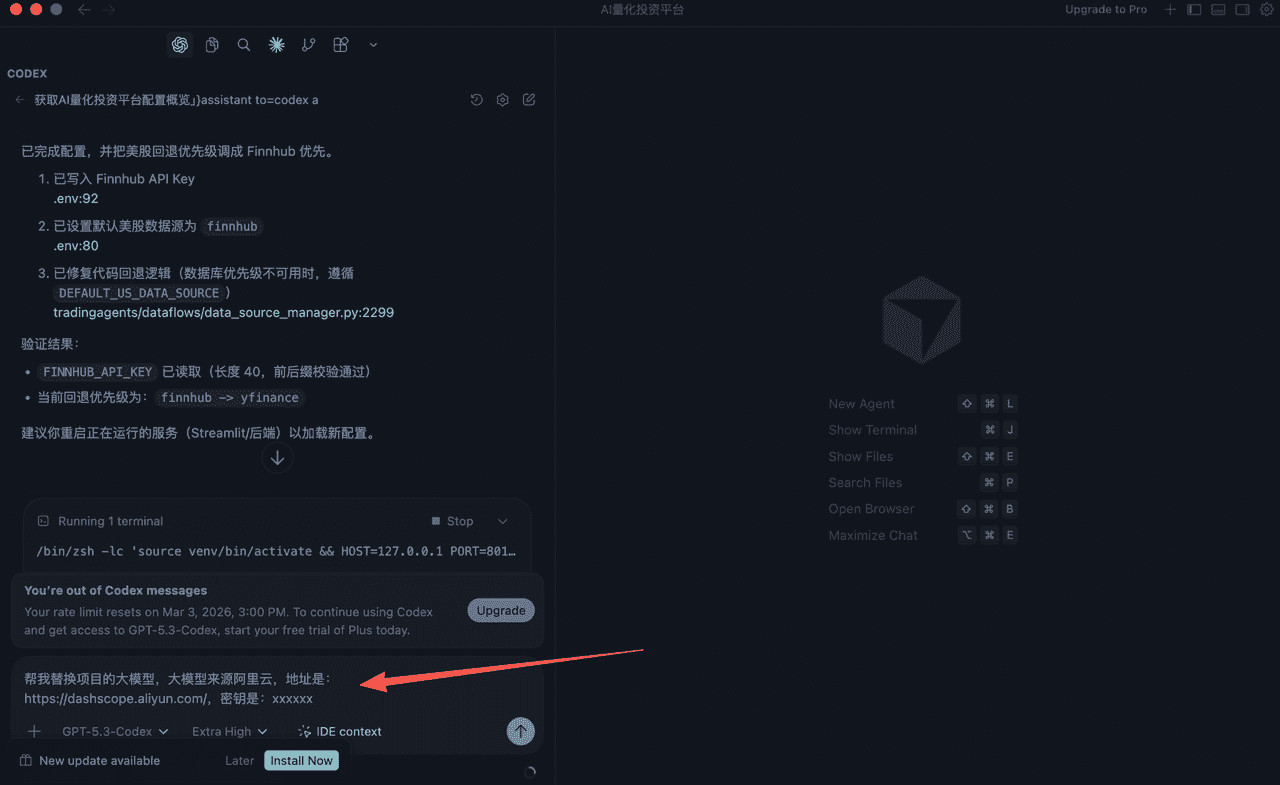 AI量化投资平台
Upgrade to Pro
CODEX
获取AI量化投资平台配置概览」}assistant to=codex a
已完成配置，并把美股回退优先级调成 Finnhub 优先。
1. 已写入 Finnhub API Key
.env:92
2. 已设置默认美股数据源为 finnhub
.env:80
3. 已修复代码回退逻辑（数据库优先级不可用时，遵循
DEFAULT_US_DATA_SOURCE ）
tradingagents/dataflows/data_source_manager.py:2299
验证结果：
• FINNHUB_API_KEY 已读取（长度 40，前后缀校验通过）
• 当前回退优先级为： finnhub -> yfinance
建议你重启正在运行的服务（Streamlit/后端）以加载新配置。
Running 1 terminal
Stop
/bin/zsh -lc 'source venv/bin/activate && HOST=127.0.0.1 PORT=801…
You’re out of Codex messages
Your rate limit resets on Mar 3, 2026, 3:00 PM. To continue using Codex
and get access to GPT-5.3-Codex, start your free trial of Plus today.
Upgrade
帮我替换项目的大模型，大模型来源阿里云，地址是：
https://dashscope.aliyun.com/，密钥是：xxxxxx
GPT-5.3-Codex
Extra High
IDE context
New update available
Later
Install Now
New Agent ⇧ ⌘ L
Show Terminal ⌘ J
Show Files ⇧ ⌘ E
Search Files ⌘ P
Open Browser ⇧ ⌘ B
Maximize Chat ⌥ ⌘ E